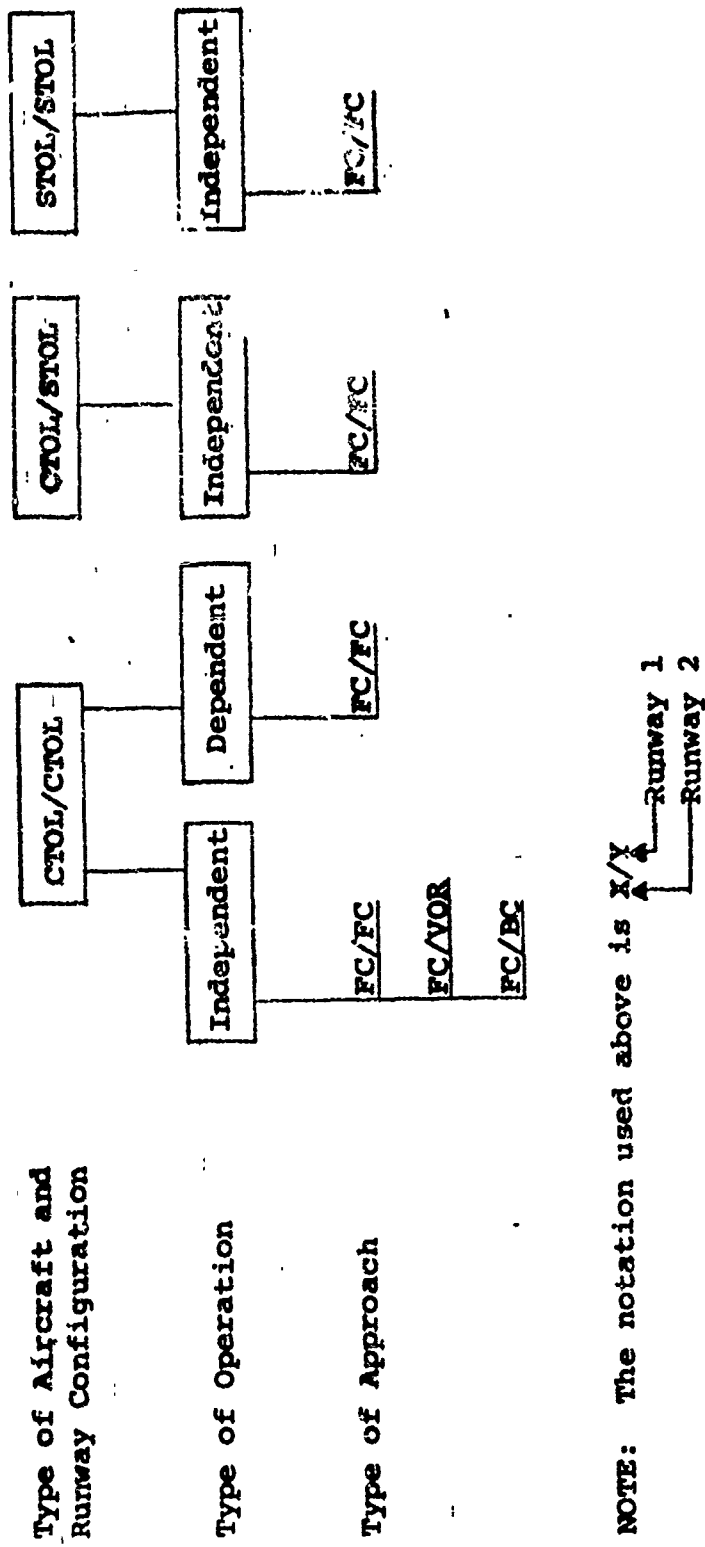 Type of Aircraft and
Runway Configuration
CTOL/CTOL
CTOL/STOL
STOL/STOL
Type of Operation
Independent
Dependent
Independent
Independent
Type of Approach
FC/FC
FC/VOR
FC/BC
FC/FC
FC/FC
FC/FC
NOTE: The notation used above is X/Y
Runway 1
Runway 2